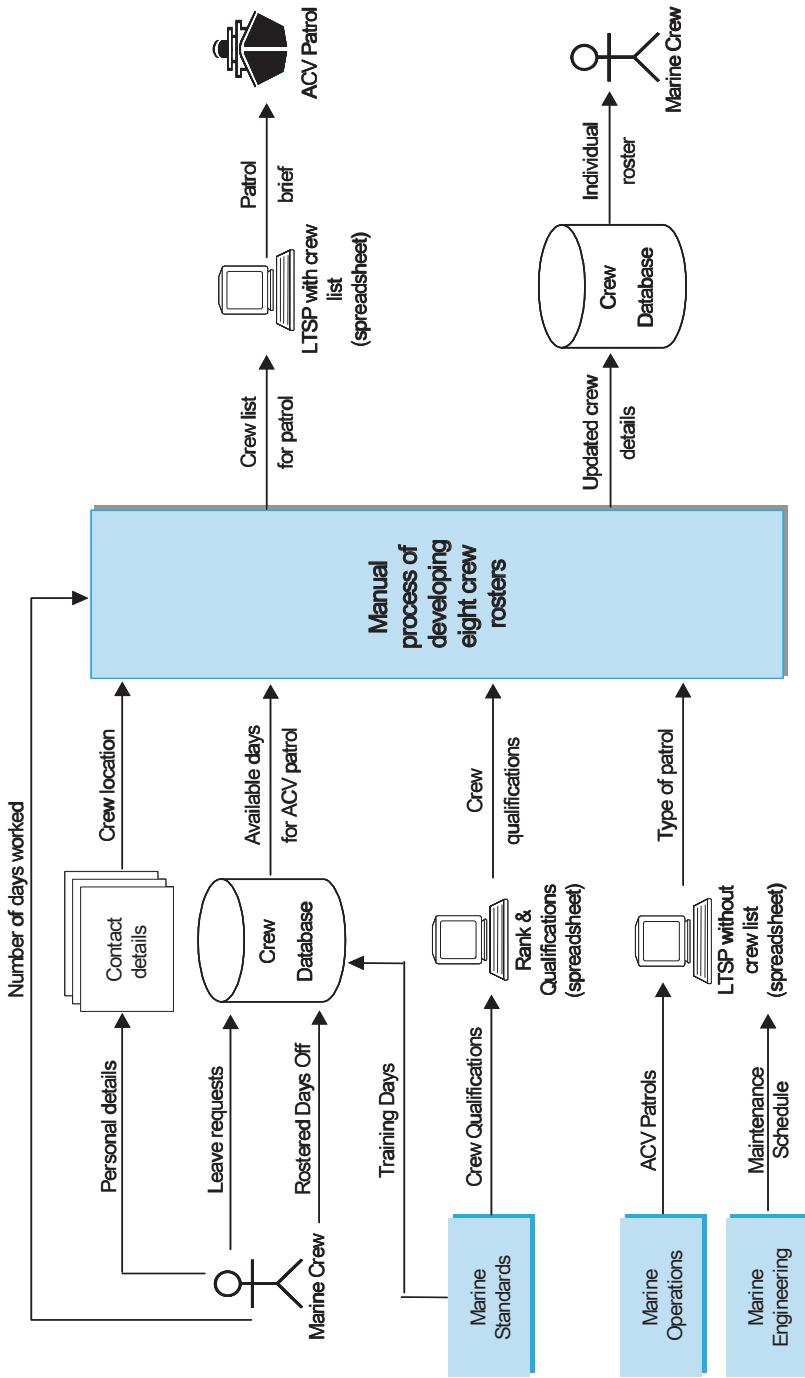 Number of days worked
Personal details
Contact
details
Crew location
Leave requests
Rostered Days Off
Marine Crew
Crew
Database
Available days
for ACV patrol
Training Days
Marine
Standards
Crew Qualifications
Rank &
Qualifications
(spreadsheet)
Crew
qualifications
Marine
Operations
ACV Patrols
LTSP without
crew list
(spreadsheet)
Type of patrol
Marine
Engineering
Maintenance
Schedule
Manual
process of
developing
eight crew
rosters
Crew list
for patrol
LTSP with crew
list
(spreadsheet)
Patrol
brief
ACV Patrol
Updated crew
details
Crew
Database
Individual
roster
Marine Crew